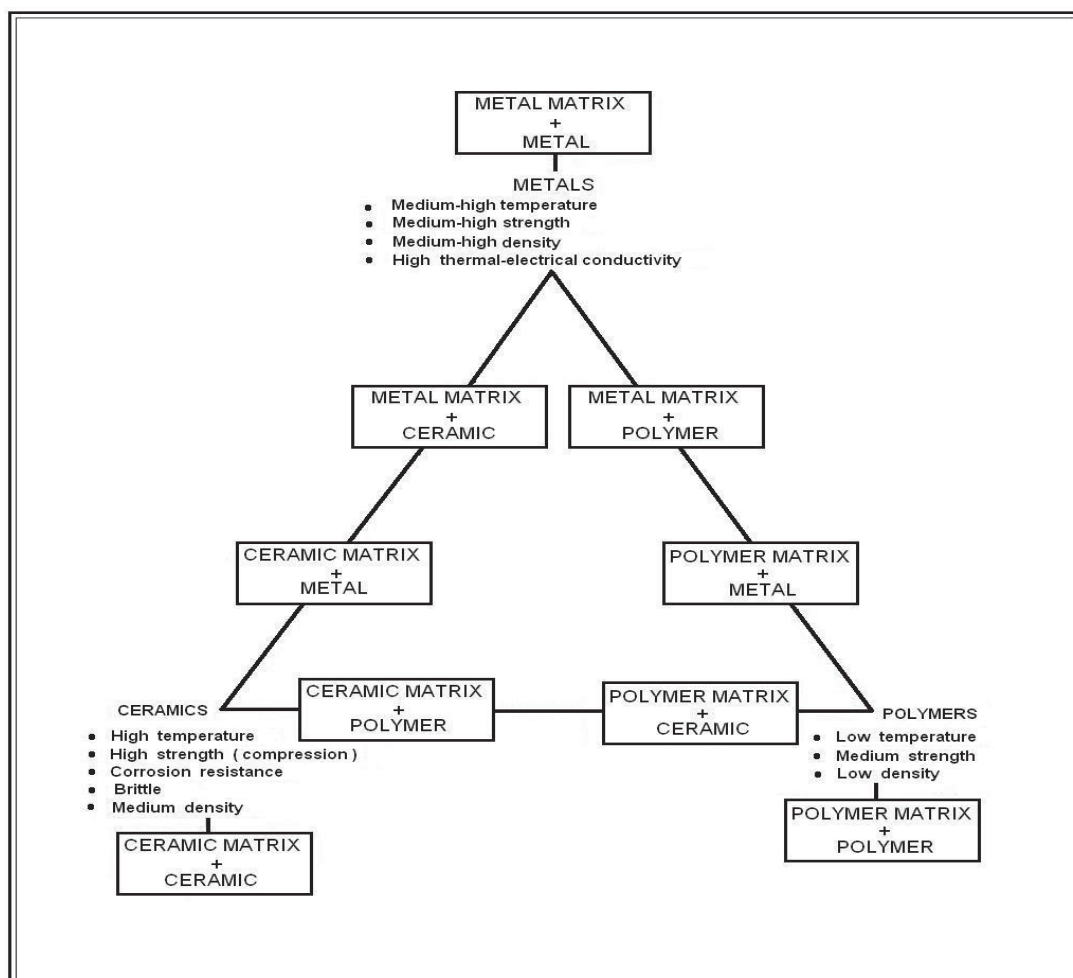 METAL MATRIX
+
METAL
METALS
• Medium-high temperature
• Medium-high strength
• Medium-high density
• High thermal-electrical conductivity
METAL MATRIX
+
CERAMIC
METAL MATRIX
+
POLYMER
CERAMIC MATRIX
+
METAL
POLYMER MATRIX
+
METAL
CERAMIC MATRIX
+
POLYMER
POLYMER MATRIX
+
CERAMIC
CERAMICS
• High temperature
• High strength ( compression )
• Corrosion resistance
• Brittle
• Medium density
CERAMIC MATRIX
+
CERAMIC
POLYMERS
• Low temperature
• Medium strength
• Low density
POLYMER MATRIX
+
POLYMER